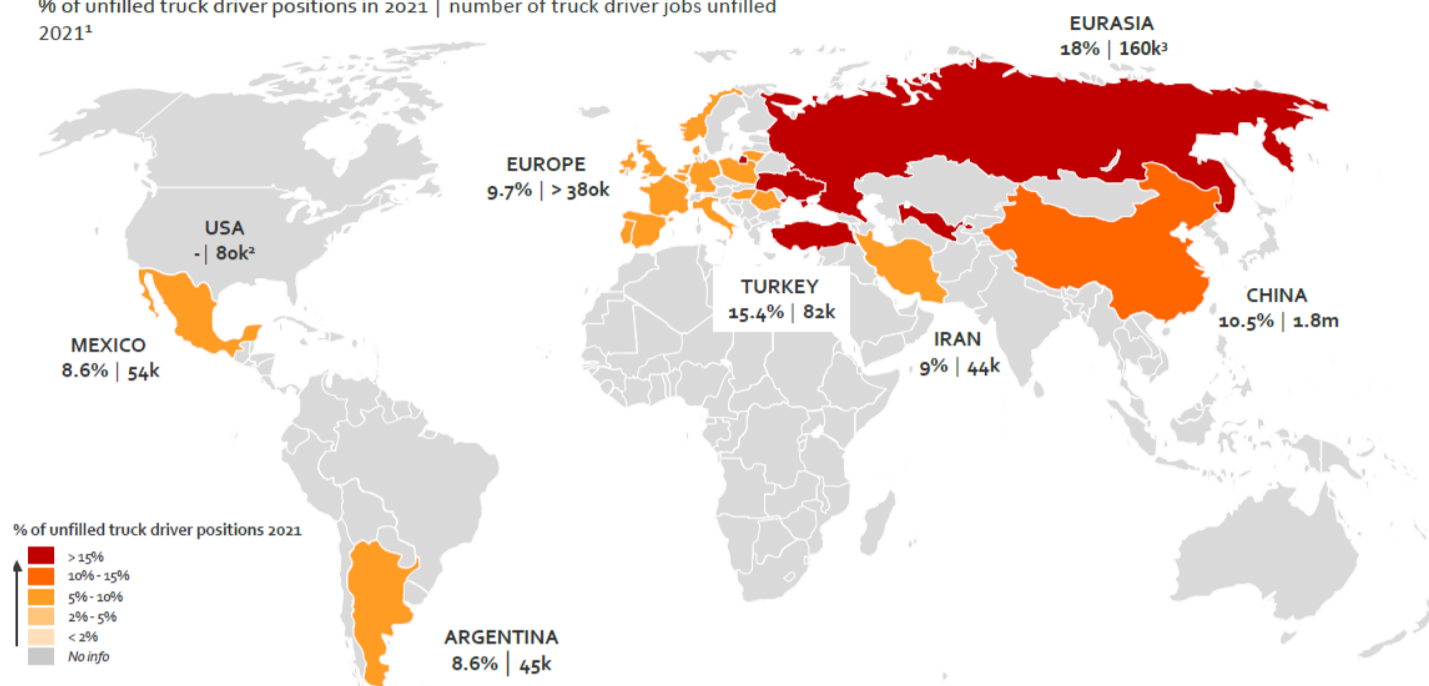 % of unfilled truck driver positions in 2021 | number of truck driver jobs unfilled
2021¹
EURASIA
18% | 160k³
EUROPE
9.7% | > 380k
USA
- | 80k²
TURKEY
15.4% | 82k
CHINA
10.5% | 1.8m
IRAN
9% | 44k
MEXICO
8.6% | 54k
% of unfilled truck driver positions 2021
> 15%
10% - 15%
5% - 10%
2% - 5%
< 2%
No info
ARGENTINA
8.6% | 45k